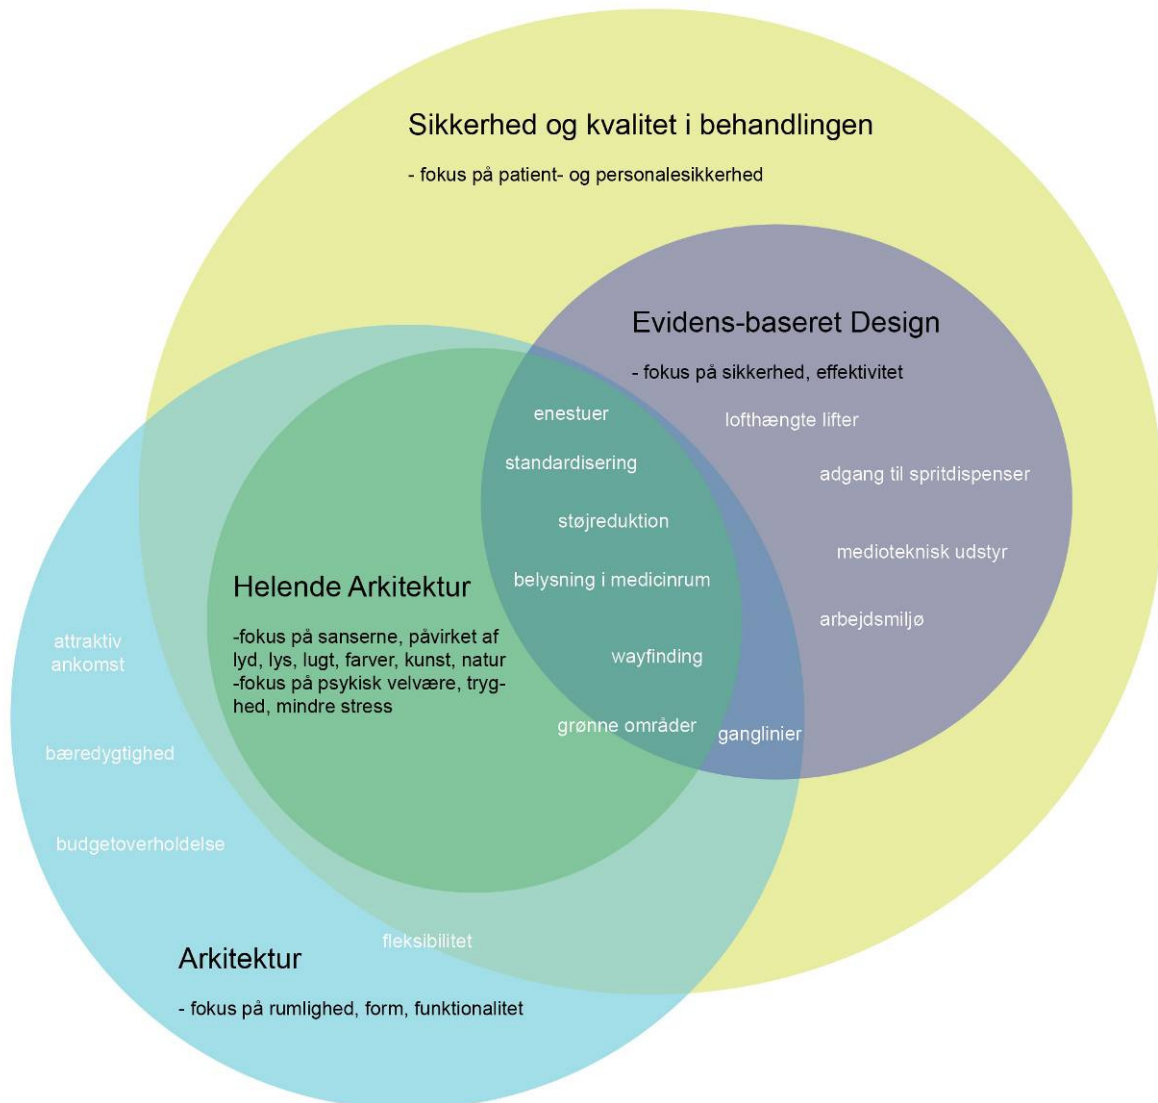 Sikkerhed og kvalitet i behandlingen
- fokus på patient- og personalesikkerhed
Evidens-baseret Design
- fokus på sikkerhed, effektivitet
enestuer
lofthængte lifter
standardisering
adgang til spritdispenser
støjreduktion
medioteknisk udstyr
belysning i medicinrum
arbejdsmiljø
wayfinding
grønne områder
ganglinier
Helende Arkitektur
-fokus på sanserne, påvirket af
lyd, lys, lugt, farver, kunst, natur
-fokus på psykisk velvære, tryg-
hed, mindre stress
attraktiv
ankomst
bæredygtighed
budgetoverholdelse
fleksibilitet
Arkitektur
- fokus på rumlighed, form, funktionalitet